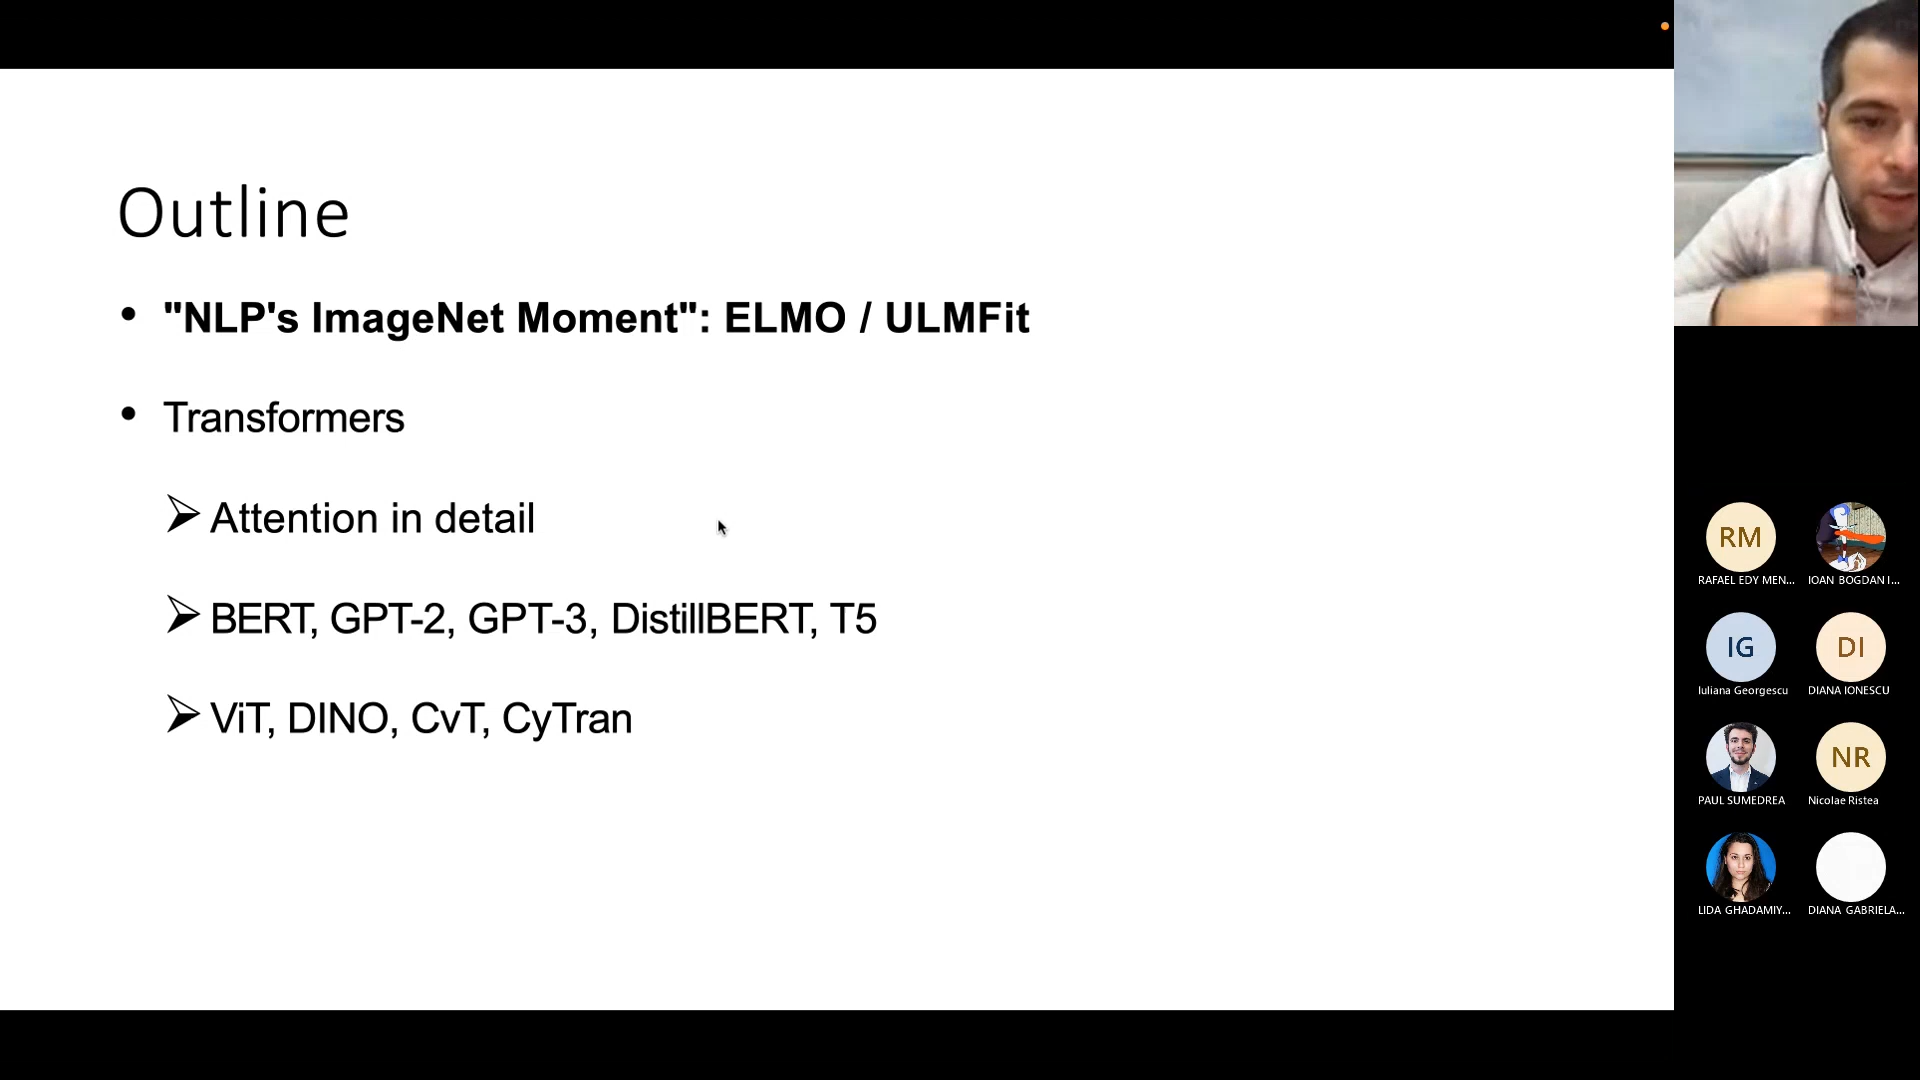 Outline
• "NLP's ImageNet Moment": ELMO / ULMFit
• Transformers
➢ Attention in detail
➢ BERT, GPT-2, GPT-3, DistillBERT, T5
➢ ViT, DINO, CvT, CyTran
RM
RAFAEL EDY MEN...
IOAN BOGDAN I...
IG
Iuliana Georgescu
DI
DIANA IONESCU
PAUL SUMEDREA
NR
Nicolae Ristea
LIDA GHADAMIY...
DIANA GABRIELA...